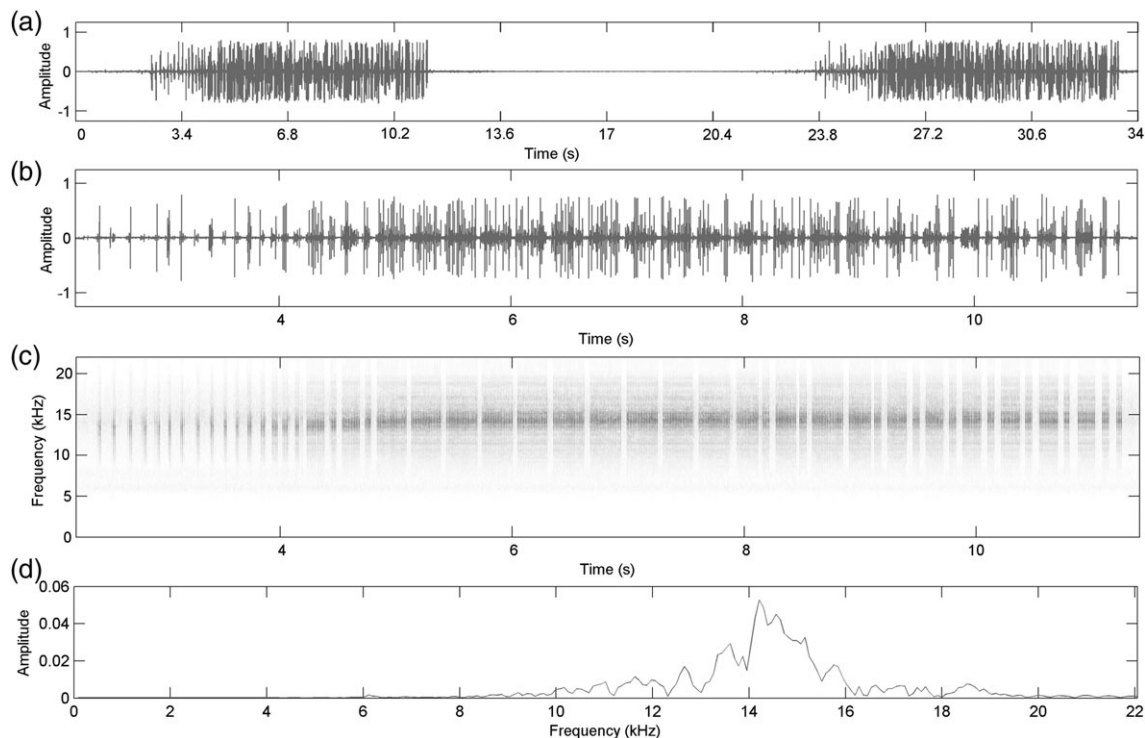 (a)
Amplitude
1
0
-1
0 3.4 6.8 10.2 13.6 17 20.4 23.8 27.2 30.6 34
Time (s)
(b)
Amplitude
1
0
-1
4 6 8 10
Time (s)
(c)
Frequency (kHz)
20
15
10
5
0
4 6 8 10
Time (s)
(d)
Amplitude
0.06
0.04
0.02
0
0 2 4 6 8 10 12 14 16 18 20 22
Frequency (kHz)